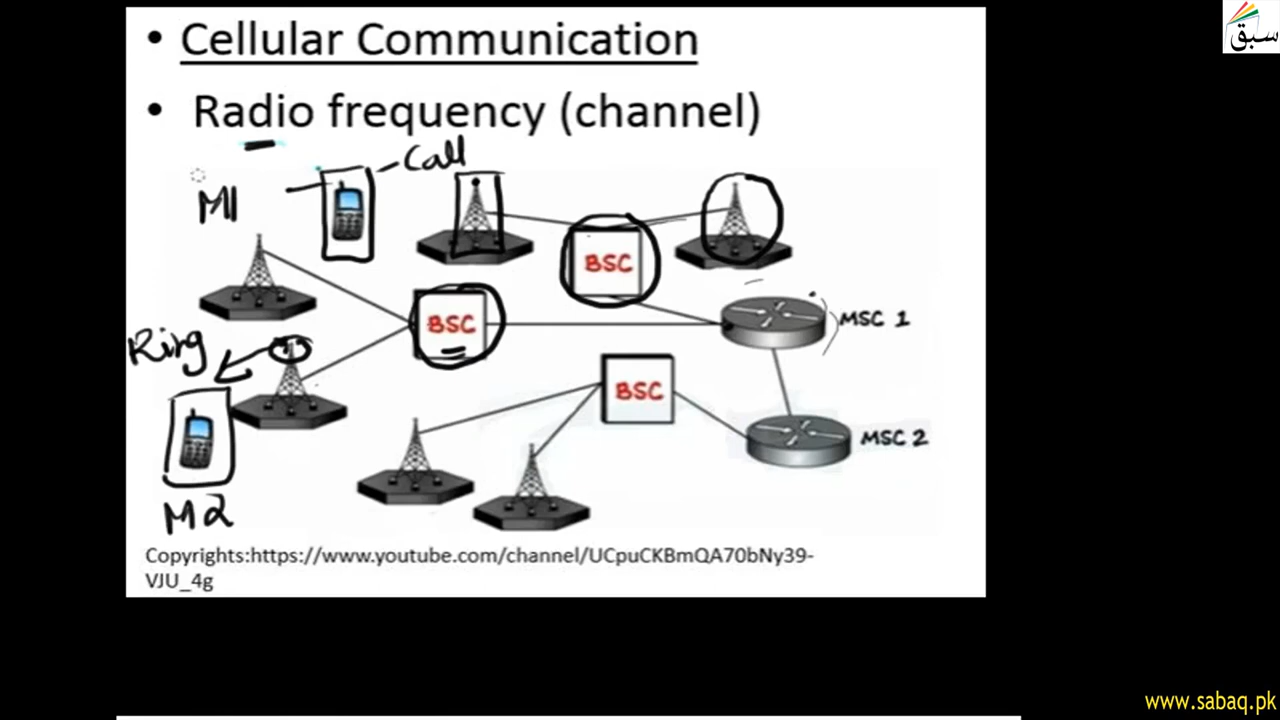 سبق
• Cellular Communication
• Radio frequency (channel)
Call
M1
BSC
BSC
MSC 1
Ring
BSC
MSC 2
M2
Copyrights:https://www.youtube.com/channel/UCpuCKBmQA70bNy39-
VJU_4g
www.sabaq.pk